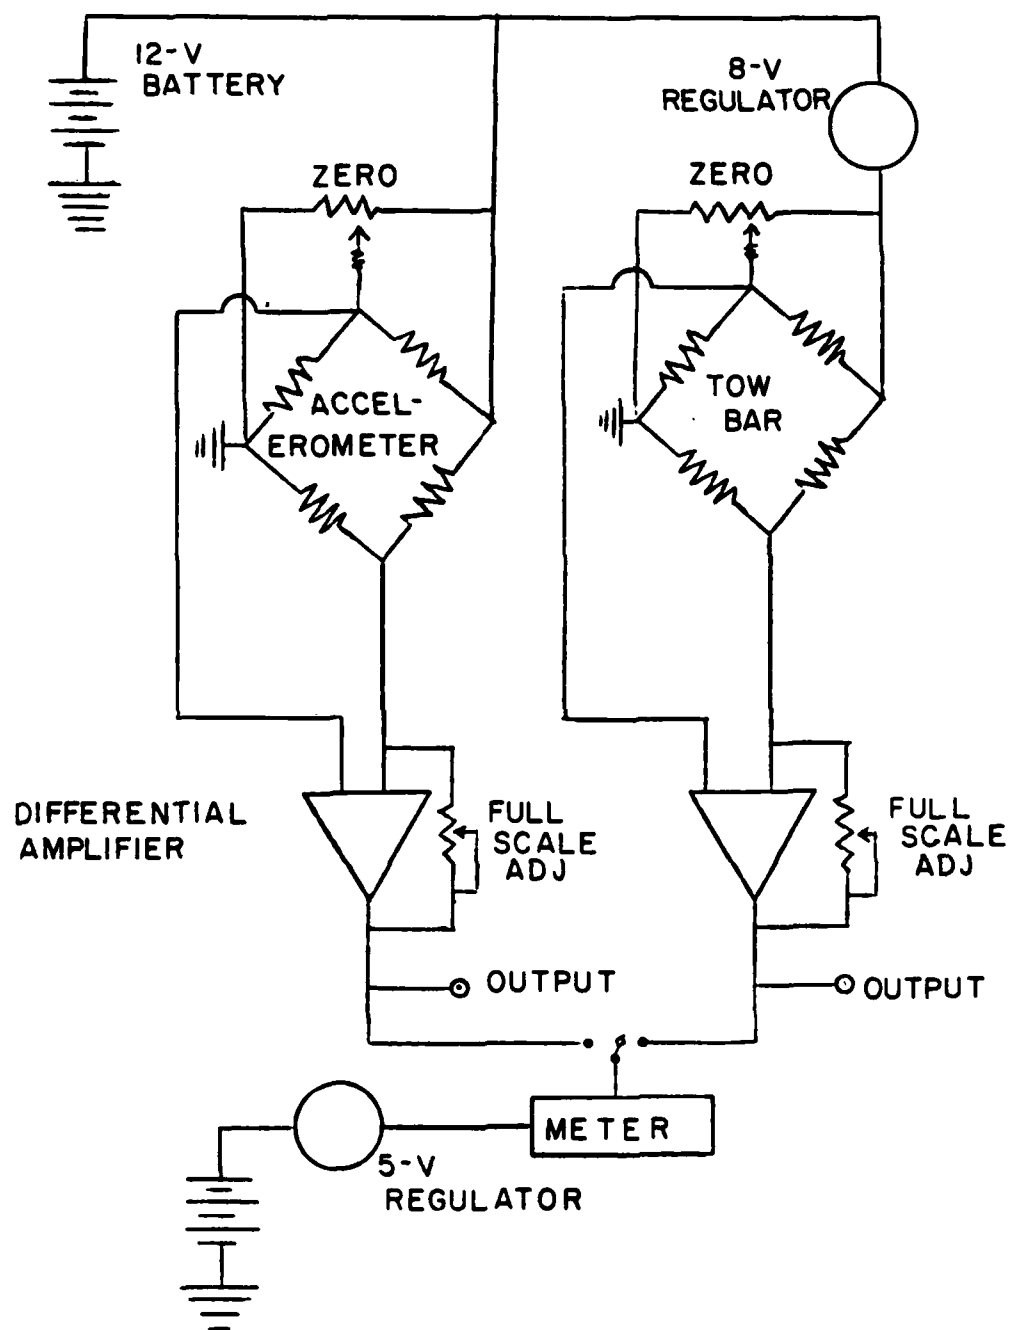 12-V
BATTERY
8-V
REGULATOR
ZERO
ZERO
ACCEL-
EROMETER
TOW
BAR
DIFFERENTIAL
AMPLIFIER
FULL
SCALE
ADJ
FULL
SCALE
ADJ
OUTPUT
OUTPUT
METER
5-V
REGULATOR